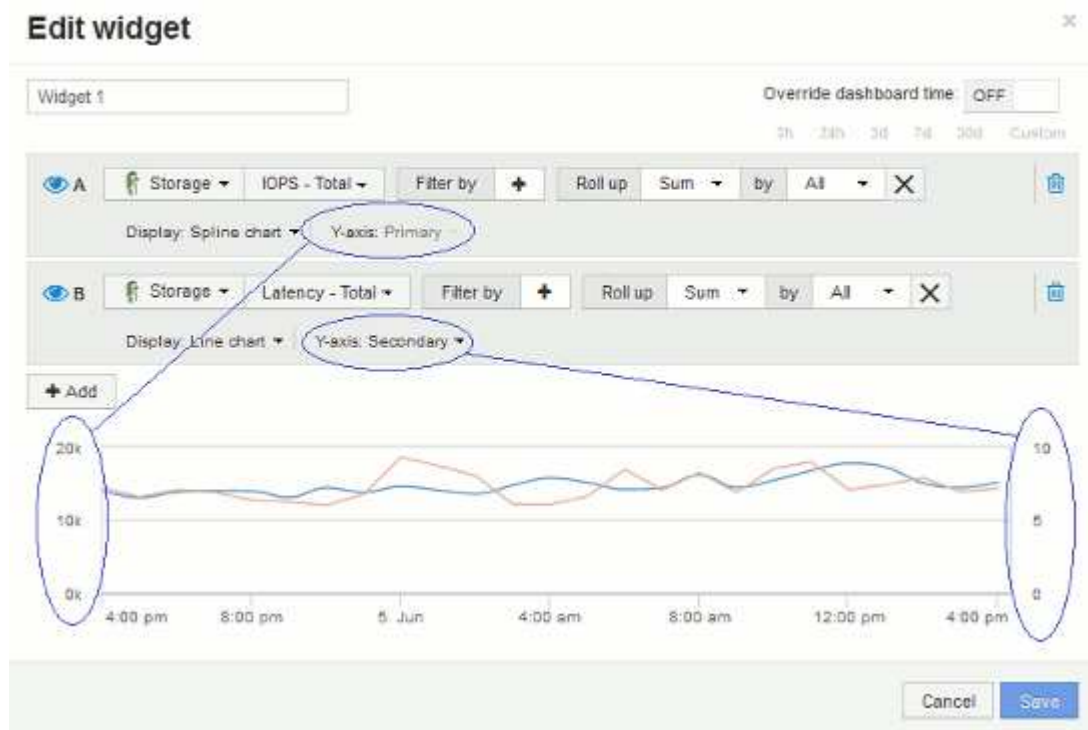 Edit widget
Widget 1
Override dashboard time OFF
3h 24h 3d 7d 30d Custom
A Storage IOPS - Total Filter by + Roll up Sum by All X
Display: Spline chart Y-axis: Primary
B Storage Latency - Total Filter by + Roll up Sum by All X
Display: Line chart Y-axis: Secondary
+ Add
20k 10
10k 5
0k 0
4:00 pm 8:00 pm 5. Jun 4:00 am 8:00 am 12:00 pm 4:00 pm
Cancel Save